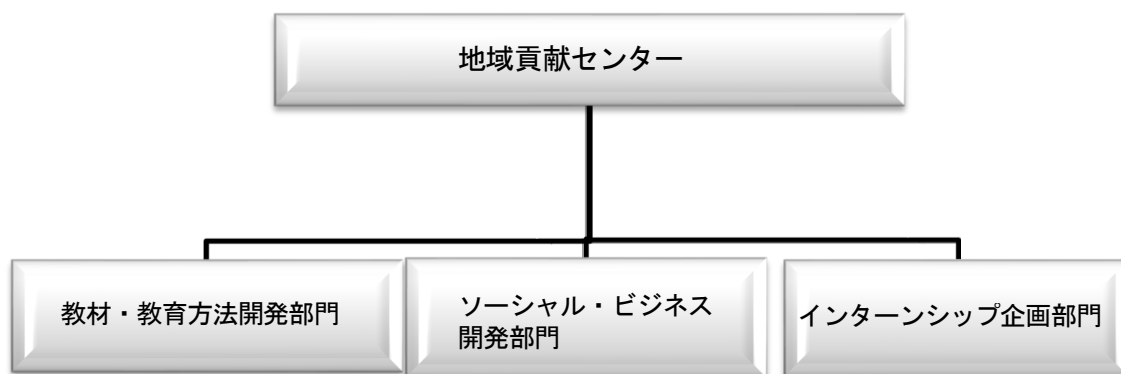 地域貢献センター
教材・教育方法開発部門
ソーシャル・ビジネス
開発部門
インターンシップ企画部門